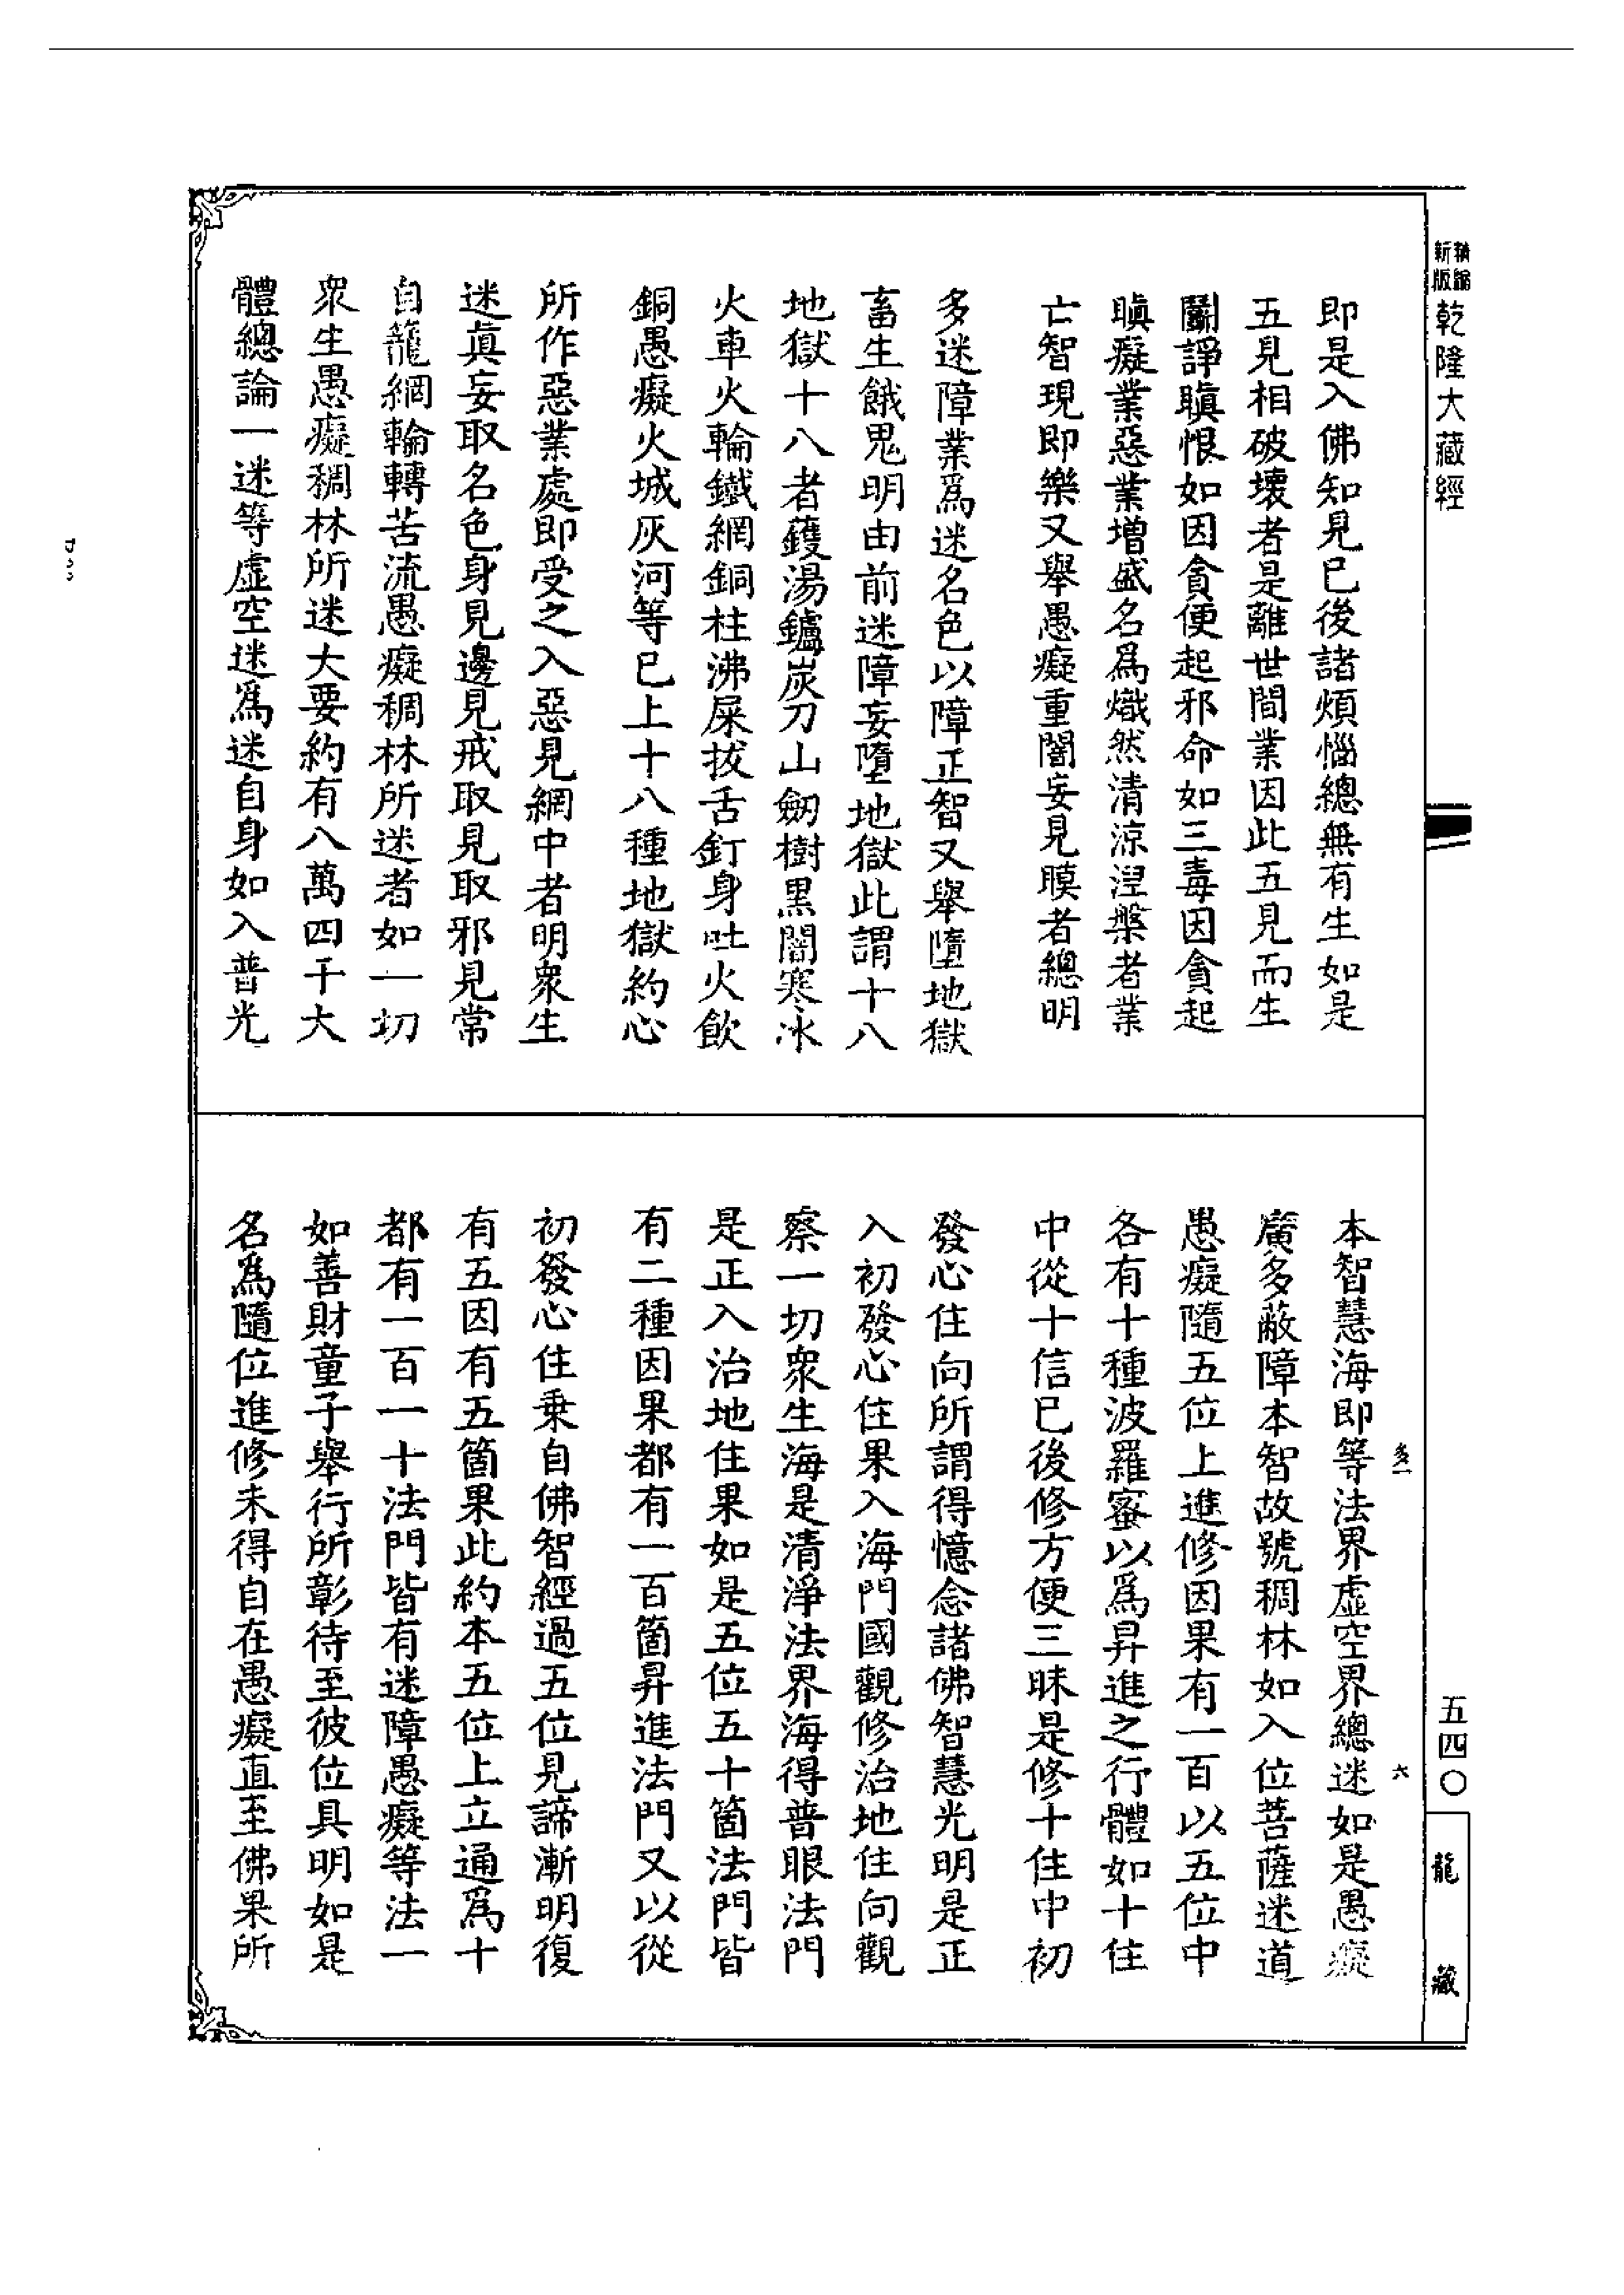 新編
縮版
乾隆大藏經
即是入佛知見已後諸煩惱總無有生如是
五見相破壞者是離世間業因此五見而生
鬬諍瞋恨如因貪便起邪命如三毒因貪起
瞋癡業惡業增盛名爲熾然清涼涅槃者業
亡智現即樂又舉愚癡重闇妄見瞙者總明
多迷障業爲迷名色以障正智又舉墮地獄
畜生餓鬼明由前迷障妄墮地獄此謂十八
地獄十八者鑊湯鑪炭刀山劒樹黑闇寒冰
火車火輪鐵網銅柱沸屎拔舌釘身吐火飲
銅愚癡火城灰河等已上十八種地獄約心
所作惡業處即受之入惡見網中者明衆生
迷眞妄取名色身見邊見戒取見取邪見常
自籠網輪轉苦流愚癡稠林所迷者如一切
衆生愚癡稠林所迷大要約有八萬四千大
體總論一迷等虛空迷爲迷自身如入普光
本智慧海即等法界虛空界總迷如是愚癡
廣多蔽障本智故號稠林如入位菩薩迷道
愚癡隨五位上進修因果有一百以五位中
各有十種波羅蜜以爲昇進之行體如十住
中從十信已後修方便三昧是修十住中初
發心住向所謂得憶念諸佛智慧光明是正
入初發心住果入海門國觀修治地住向觀
察一切衆生海是清淨法界海得普眼法門
是正入治地住果如是五位五十箇法門皆
有二種因果都有一百箇昇進法門又以從
初發心住乗自佛智經過五位見諦漸明復
有五因有五箇果此約本五位上立通爲十
都有一百一十法門皆有迷障愚癡等法一
如善財童子舉行所彰待至彼位具明如是
名爲隨位進修未得自在愚癡直至佛果所
多一
六
五四〇
龍藏